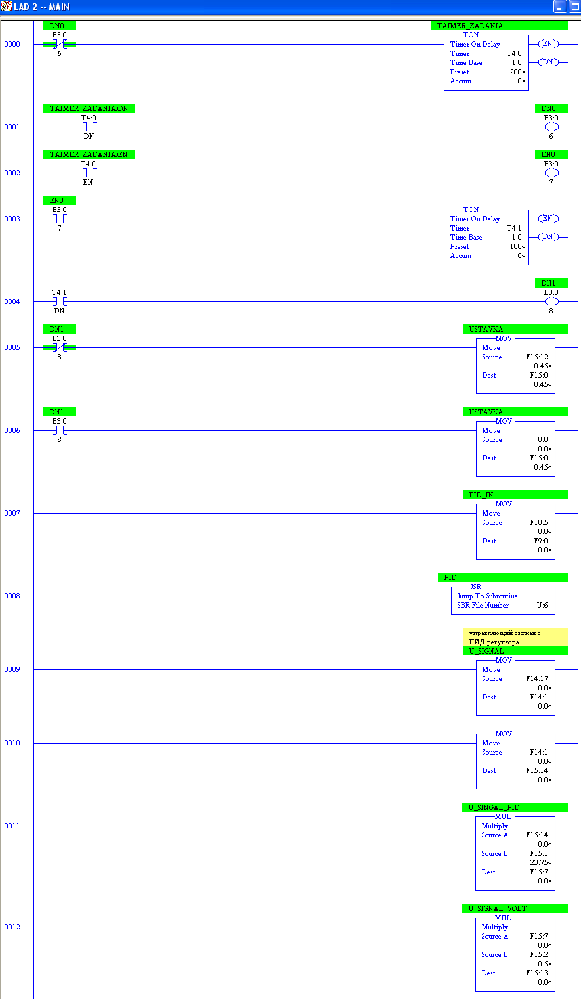 LAD 2 -- MAIN
DN0
B3:0
6
0000
TAIMER_ZADANIA
TON
Timer On Delay
Timer T4:0
Time Base 1.0
Preset 200<
Accum 0<
EN
DN
TAIMER_ZADANIA/DN
T4:0
DN
0001
DN0
B3:0
6
TAIMER_ZADANIA/EN
T4:0
EN
0002
EN0
B3:0
7
EN0
B3:0
7
0003
TON
Timer On Delay
Timer T4:1
Time Base 1.0
Preset 100<
Accum 0<
EN
DN
T4:1
DN
0004
DN1
B3:0
8
DN1
B3:0
8
0005
USTAVKA
MOV
Move
Source F15:12
0.45<
Dest F15:0
0.45<
DN1
B3:0
8
0006
USTAVKA
MOV
Move
Source 0.0
0.0<
Dest F15:0
0.45<
0007
PID_IN
MOV
Move
Source F10:5
0.0<
Dest F9:0
0.0<
0008
PID
JSR
Jump To Subroutine
SBR File Number U:6
0009
управляющий сигнал с
ПИД регуляора
U_SIGNAL
MOV
Move
Source F14:17
0.0<
Dest F14:1
0.0<
0010
MOV
Move
Source F14:1
0.0<
Dest F15:14
0.0<
0011
U_SINGAL_PID
MUL
Multiply
Source A F15:14
0.0<
Source B F15:1
23.75<
Dest F15:7
0.0<
0012
U_SIGNAL_VOLT
MUL
Multiply
Source A F15:7
0.0<
Source B F15:2
0.5<
Dest F15:13
0.0<